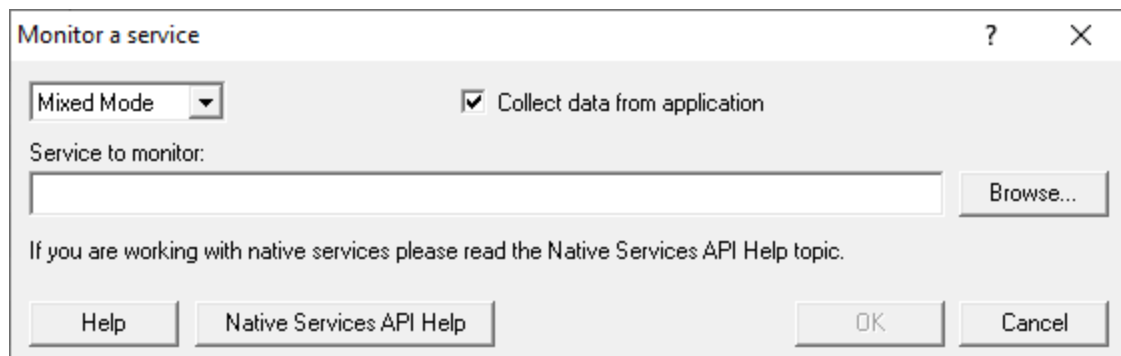 Monitor a service
Mixed Mode
Collect data from application
Service to monitor:
Browse...
If you are working with native services please read the Native Services API Help topic.
Help
Native Services API Help
OK
Cancel